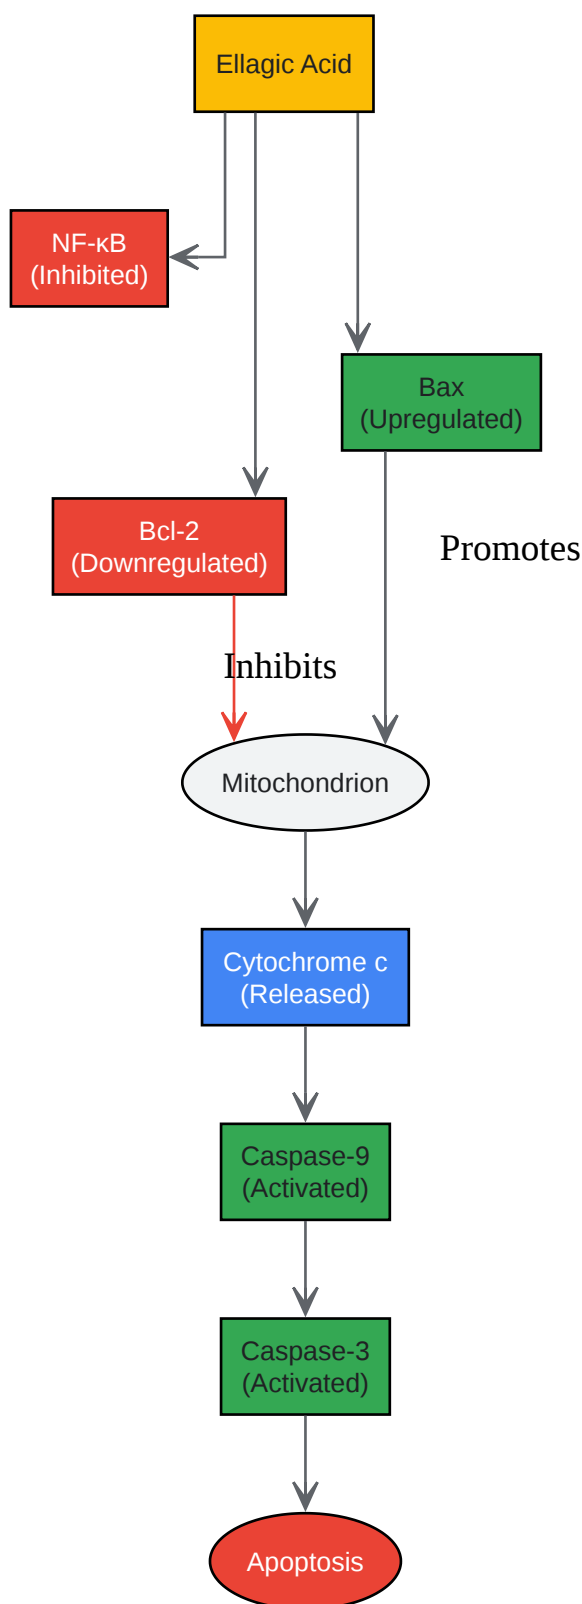 Ellagic Acid
NF-κB
(Inhibited)
Bax
(Upregulated)
Bcl-2
(Downregulated)
Promotes
Inhibits
Mitochondrion
Cytochrome c
(Released)
Caspase-9
(Activated)
Caspase-3
(Activated)
Apoptosis